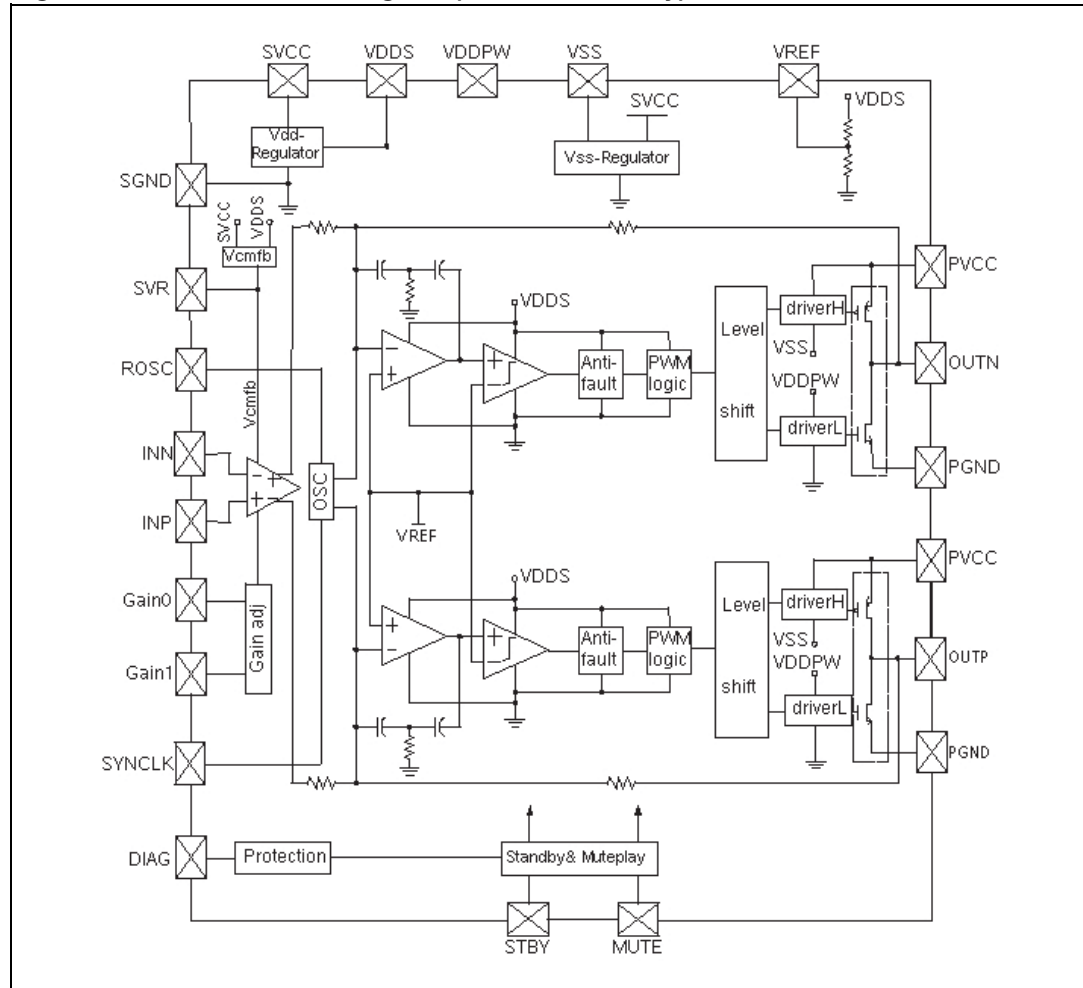 SVCC VDDS VDDPW VSS VREF
SVCC
VDDS
Vdd-
Regulator
Vss-Regulator
SGND
SVCC
VDDS
Vcmfb
SVR
PVCC
VDDS
driverH
Level
shift
VSS
ROSC
Anti-
fault
PWM
logic
OUTN
VDDPW
Vcmfb
driverL
INN
OSC
PGND
INP
VREF
PVCC
VDDS
Level
shift
driverH
Gain0
Gain adj
Anti-
fault
PWM
logic
VSS
VDDPW
OUTP
Gain1
driverL
SYNCLK
PGND
DIAG
Protection
Standby& Muteplay
STBY MUTE